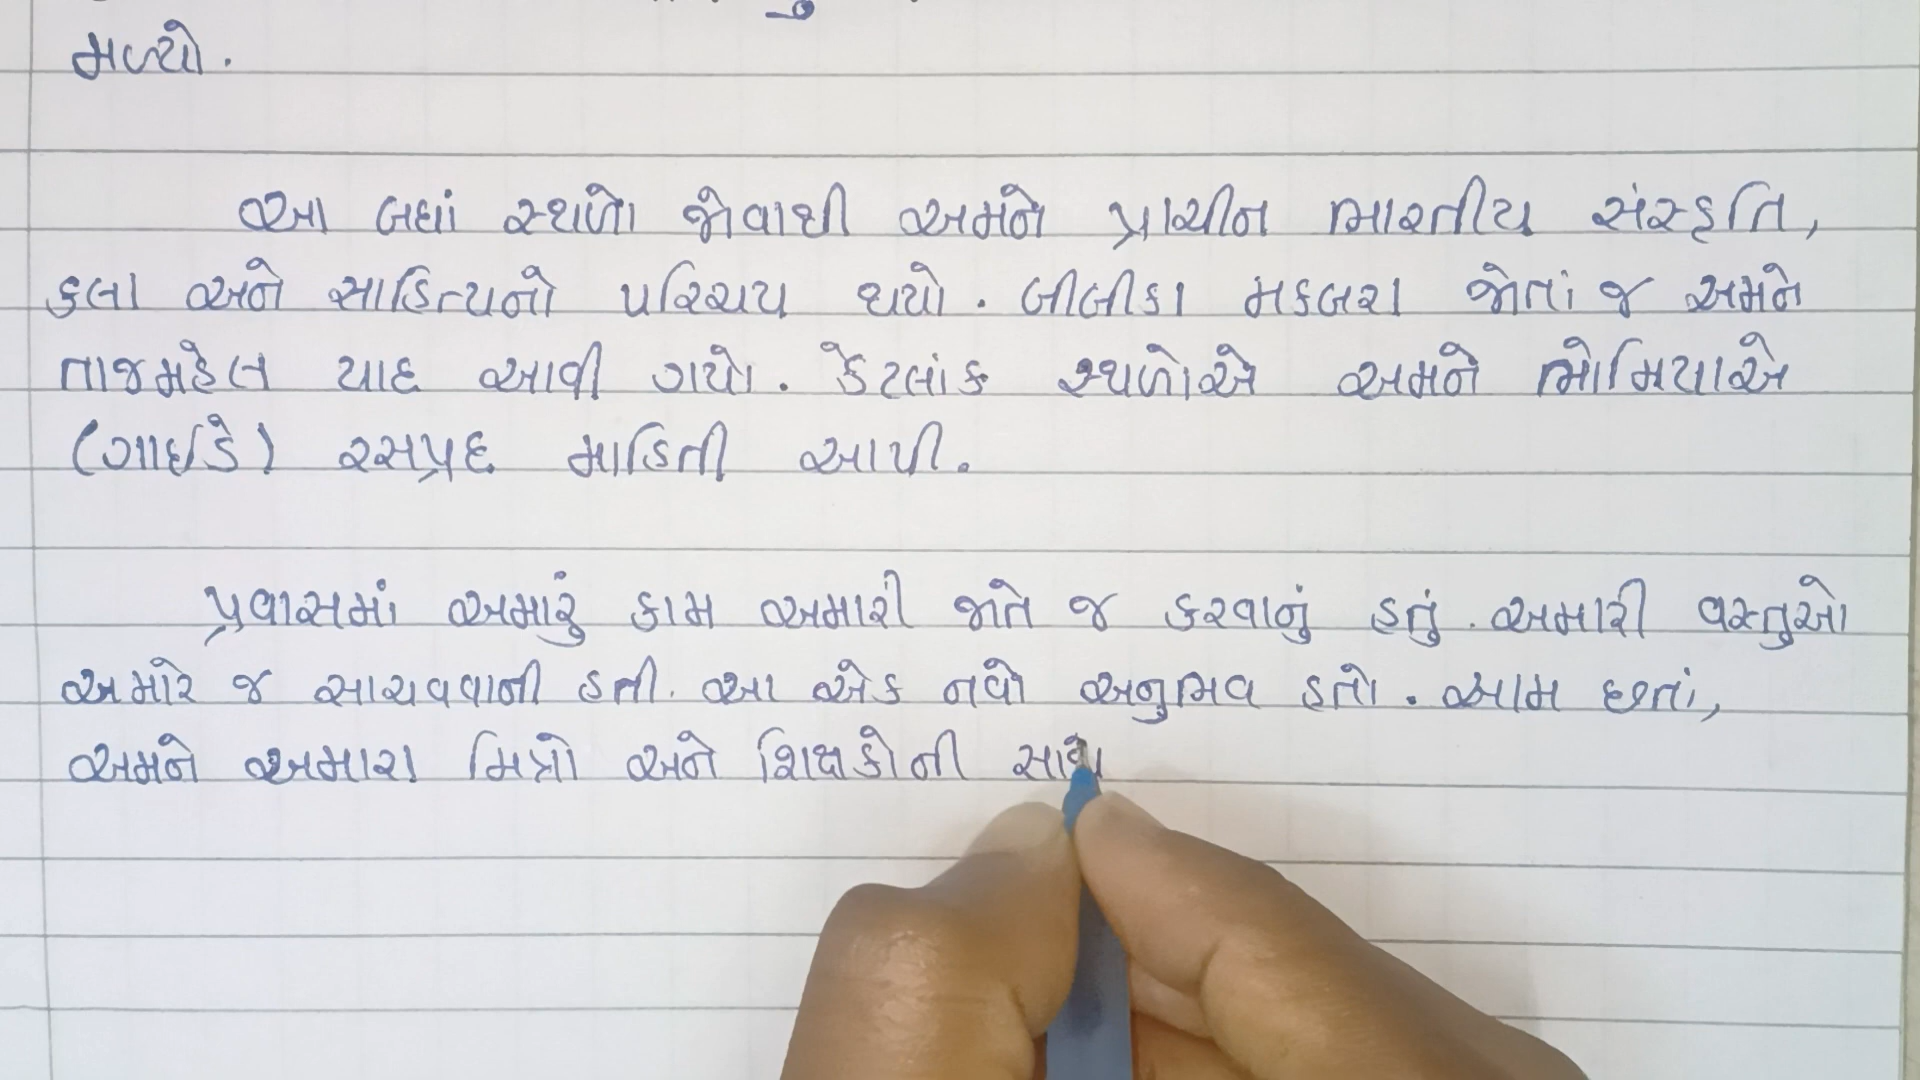 મળ્યો.
આ બધાં સ્થળો જોવાથી અમને પ્રાચીન ભારતીય સંસ્કૃતિ,
કલા અને સાહિત્યનો પરિચય થયો. બીબીકા મકબરા જોતાં જ અમને
તાજમહેલ યાદ આવી ગયો. કેટલાંક સ્થળોએ અમને ભોમિયાએ
(ગાઇડે) રસપ્રદ માહિતી આપી.
પ્રવાસમાં અમારું કામ અમારી જાતે જ કરવાનું હતું. અમારી વસ્તુઓ
અમારે જ સાચવવાની હતી. આ એક નવો અનુભવ હતો. આમ છતાં,
અમને અમારા મિત્રો અને શિક્ષકોની